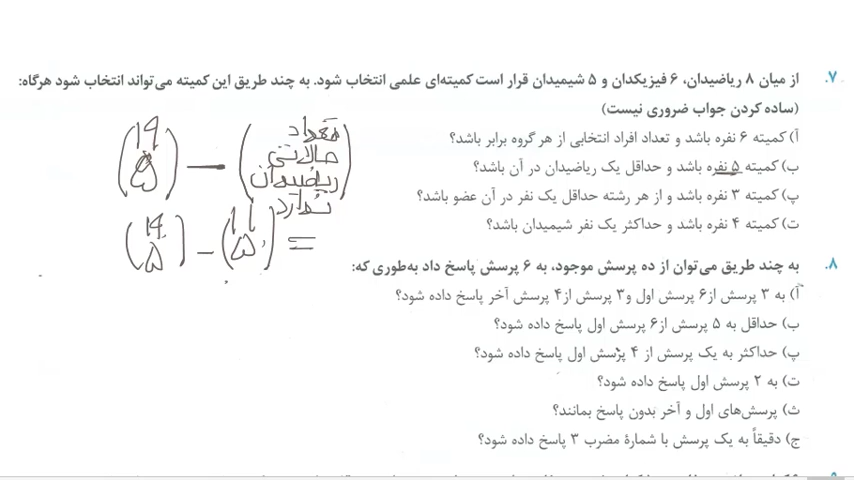 ۷. از میان ۸ ریاضیدان، ۶ فیزیکدان و ۵ شیمیدان قرار است کمیته‌ای علمی انتخاب شود. به چند طریق این کمیته می‌تواند انتخاب شود هرگاه:
(ساده کردن جواب ضروری نیست)
آ) کمیته ۶ نفره باشد و تعداد افراد انتخابی از هر گروه برابر باشد؟
ب) کمیته ۵ نفره باشد و حداقل یک ریاضیدان در آن باشد؟
پ) کمیته ۳ نفره باشد و از هر رشته حداقل یک نفر در آن عضو باشد؟
ت) کمیته ۴ نفره باشد و حداکثر یک نفر شیمیدان باشد؟
(۱۹ ۵) – (تعداد
حالاتی
ریاضیدان
ندارد)
(۱۹ ۵) – (۱۱ ۵) =
۸. به چند طریق می‌توان از ده پرسش موجود، به ۶ پرسش پاسخ داد به‌طوری که:
آ) به ۳ پرسش از ۶ پرسش اول و ۳ پرسش از ۴ پرسش آخر پاسخ داده شود؟
ب) حداقل به ۵ پرسش از ۶ پرسش اول پاسخ داده شود؟
پ) حداکثر به یک پرسش از ۴ پرسش اول پاسخ داده شود؟
ت) به ۲ پرسش اول پاسخ داده شود؟
ث) پرسش‌های اول و آخر بدون پاسخ بمانند؟
ج) دقیقاً به یک پرسش با شمارهٔ مضرب ۳ پاسخ داده شود؟